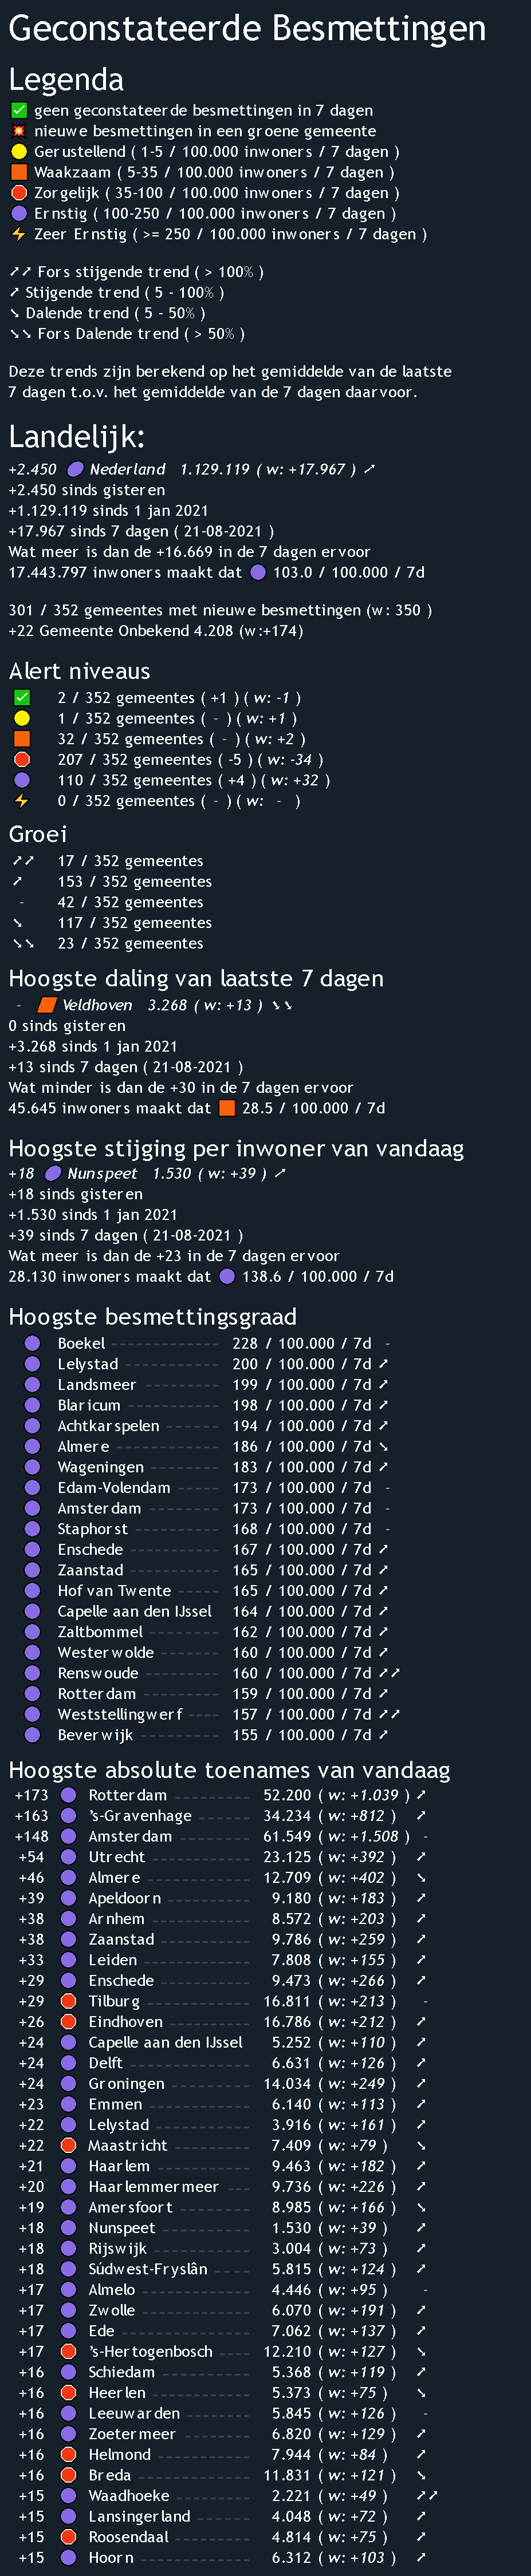 Geconstateerde Besmettingen
Legenda
✅ geen geconstateerde besmettingen in 7 dagen
💥 nieuwe besmettingen in een groene gemeente
🟡 Gerustellend ( 1-5 / 100.000 inwoners / 7 dagen )
🟧 Waakzaam ( 5-35 / 100.000 inwoners / 7 dagen )
🛑 Zorgelijk ( 35-100 / 100.000 inwoners / 7 dagen )
🟣 Ernstig ( 100-250 / 100.000 inwoners / 7 dagen )
⚡ Zeer Ernstig ( >= 250 / 100.000 inwoners / 7 dagen )
➚➚ Fors stijgende trend ( > 100% )
➚ Stijgende trend ( 5 - 100% )
➘ Dalende trend ( 5 - 50% )
➘➘ Fors Dalende trend ( > 50% )
Deze trends zijn berekend op het gemiddelde van de laatste
7 dagen t.o.v. het gemiddelde van de 7 dagen daarvoor.
Landelijk:
+2.450 🟣 Nederland 1.129.119 ( w: +17.967 ) ➚
+2.450 sinds gisteren
+1.129.119 sinds 1 jan 2021
+17.967 sinds 7 dagen ( 21-08-2021 )
Wat meer is dan de +16.669 in de 7 dagen ervoor
17.443.797 inwoners maakt dat 🟣 103.0 / 100.000 / 7d
301 / 352 gemeentes met nieuwe besmettingen (w: 350 )
+22 Gemeente Onbekend 4.208 (w:+174)
Alert niveaus
✅ 2 / 352 gemeentes ( +1 ) ( w: -1 )
🟡 1 / 352 gemeentes ( - ) ( w: +1 )
🟧 32 / 352 gemeentes ( - ) ( w: +2 )
🛑 207 / 352 gemeentes ( -5 ) ( w: -34 )
🟣 110 / 352 gemeentes ( +4 ) ( w: +32 )
⚡ 0 / 352 gemeentes ( - ) ( w: - )
Groei
➚➚ 17 / 352 gemeentes
➚ 153 / 352 gemeentes
- 42 / 352 gemeentes
➘ 117 / 352 gemeentes
➘➘ 23 / 352 gemeentes
Hoogste daling van laatste 7 dagen
- 🟧 Veldhoven 3.268 ( w: +13 ) ➘➘
0 sinds gisteren
+3.268 sinds 1 jan 2021
+13 sinds 7 dagen ( 21-08-2021 )
Wat minder is dan de +30 in de 7 dagen ervoor
45.645 inwoners maakt dat 🟧 28.5 / 100.000 / 7d
Hoogste stijging per inwoner van vandaag
+18 🟣 Nunspeet 1.530 ( w: +39 ) ➚
+18 sinds gisteren
+1.530 sinds 1 jan 2021
+39 sinds 7 dagen ( 21-08-2021 )
Wat meer is dan de +23 in de 7 dagen ervoor
28.130 inwoners maakt dat 🟣 138.6 / 100.000 / 7d
Hoogste besmettingsgraad
🟣 Boekel 228 / 100.000 / 7d -
🟣 Lelystad 200 / 100.000 / 7d ➚
🟣 Landsmeer 199 / 100.000 / 7d ➚
🟣 Blaricum 198 / 100.000 / 7d ➚
🟣 Achtkarspelen 194 / 100.000 / 7d ➚
🟣 Almere 186 / 100.000 / 7d ➘
🟣 Wageningen 183 / 100.000 / 7d ➚
🟣 Edam-Volendam 173 / 100.000 / 7d -
🟣 Amsterdam 173 / 100.000 / 7d -
🟣 Staphorst 168 / 100.000 / 7d -
🟣 Enschede 167 / 100.000 / 7d ➚
🟣 Zaanstad 165 / 100.000 / 7d ➚
🟣 Hof van Twente 165 / 100.000 / 7d ➚
🟣 Capelle aan den IJssel 164 / 100.000 / 7d ➚
🟣 Zaltbommel 162 / 100.000 / 7d ➚
🟣 Westerwolde 160 / 100.000 / 7d ➚
🟣 Renswoude 160 / 100.000 / 7d ➚➚
🟣 Rotterdam 159 / 100.000 / 7d ➚
🟣 Weststellingwerf 157 / 100.000 / 7d ➚➚
🟣 Beverwijk 155 / 100.000 / 7d ➚
Hoogste absolute toenames van vandaag
+173 🟣 Rotterdam 52.200 ( w: +1.039 ) ➚
+163 🟣 's-Gravenhage 34.234 ( w: +812 ) ➚
+148 🟣 Amsterdam 61.549 ( w: +1.508 ) -
+54 🟣 Utrecht 23.125 ( w: +392 ) ➚
+46 🟣 Almere 12.709 ( w: +402 ) ➘
+39 🟣 Apeldoorn 9.180 ( w: +183 ) ➚
+38 🟣 Arnhem 8.572 ( w: +203 ) ➚
+38 🟣 Zaanstad 9.786 ( w: +259 ) ➚
+33 🟣 Leiden 7.808 ( w: +155 ) ➚
+29 🟣 Enschede 9.473 ( w: +266 ) ➚
+29 🛑 Tilburg 16.811 ( w: +213 ) -
+26 🛑 Eindhoven 16.786 ( w: +212 ) ➚
+24 🟣 Capelle aan den IJssel 5.252 ( w: +110 ) ➚
+24 🟣 Delft 6.631 ( w: +126 ) ➚
+24 🟣 Groningen 14.034 ( w: +249 ) ➚
+23 🟣 Emmen 6.140 ( w: +113 ) ➚
+22 🟣 Lelystad 3.916 ( w: +161 ) ➚
+22 🛑 Maastricht 7.409 ( w: +79 ) ➘
+21 🟣 Haarlem 9.463 ( w: +182 ) ➚
+20 🟣 Haarlemmermeer 9.736 ( w: +226 ) ➚
+19 🟣 Amersfoort 8.985 ( w: +166 ) ➘
+18 🟣 Nunspeet 1.530 ( w: +39 ) ➚
+18 🟣 Rijswijk 3.004 ( w: +73 ) ➚
+18 🟣 Súdwest-Fryslân 5.815 ( w: +124 ) ➚
+17 🟣 Almelo 4.446 ( w: +95 ) -
+17 🟣 Zwolle 6.070 ( w: +191 ) ➚
+17 🟣 Ede 7.062 ( w: +137 ) ➚
+17 🛑 's-Hertogenbosch 12.210 ( w: +127 ) ➘
+16 🟣 Schiedam 5.368 ( w: +119 ) ➚
+16 🛑 Heerlen 5.373 ( w: +75 ) ➘
+16 🟣 Leeuwarden 5.845 ( w: +126 ) -
+16 🟣 Zoetermeer 6.820 ( w: +129 ) ➚
+16 🛑 Helmond 7.944 ( w: +84 ) ➚
+16 🛑 Breda 11.831 ( w: +121 ) ➘
+15 🟣 Waadhoeke 2.221 ( w: +49 ) ➚➚
+15 🟣 Lansingerland 4.048 ( w: +72 ) ➚
+15 🛑 Roosendaal 4.814 ( w: +75 ) ➚
+15 🟣 Hoorn 6.312 ( w: +103 ) ➚